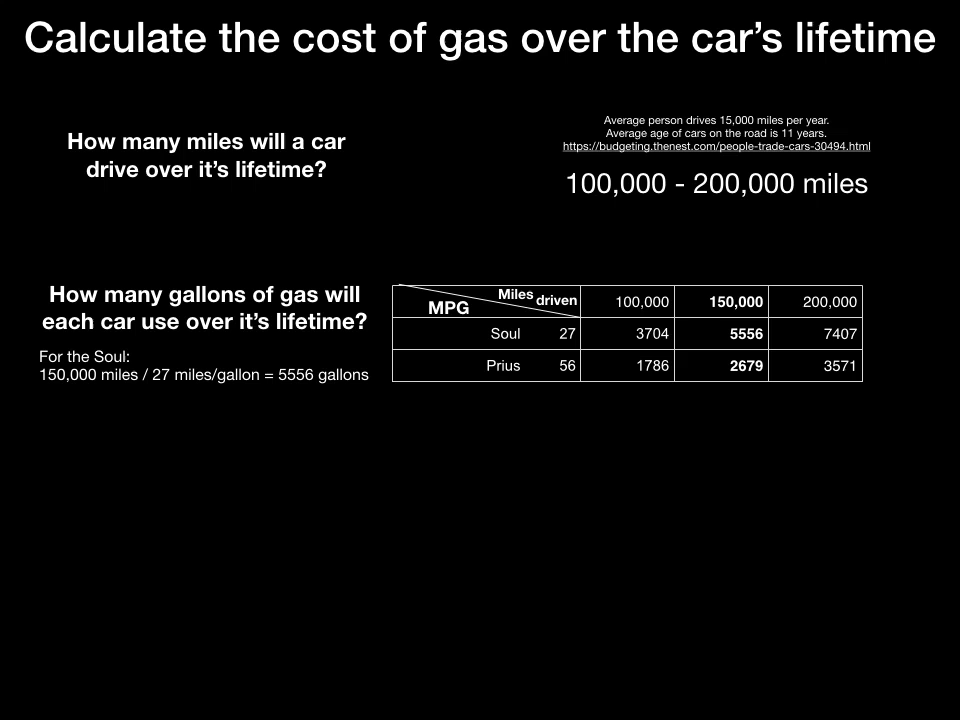 Calculate the cost of gas over the car’s lifetime
How many miles will a car
drive over it’s lifetime?
Average person drives 15,000 miles per year.
Average age of cars on the road is 11 years.
https://budgeting.thenest.com/people-trade-cars-30494.html
100,000 - 200,000 miles
How many gallons of gas will
each car use over it’s lifetime?
For the Soul:
150,000 miles / 27 miles/gallon = 5556 gallons
MPG Miles driven 100,000 150,000 200,000
Soul 27 3704 5556 7407
Prius 56 1786 2679 3571